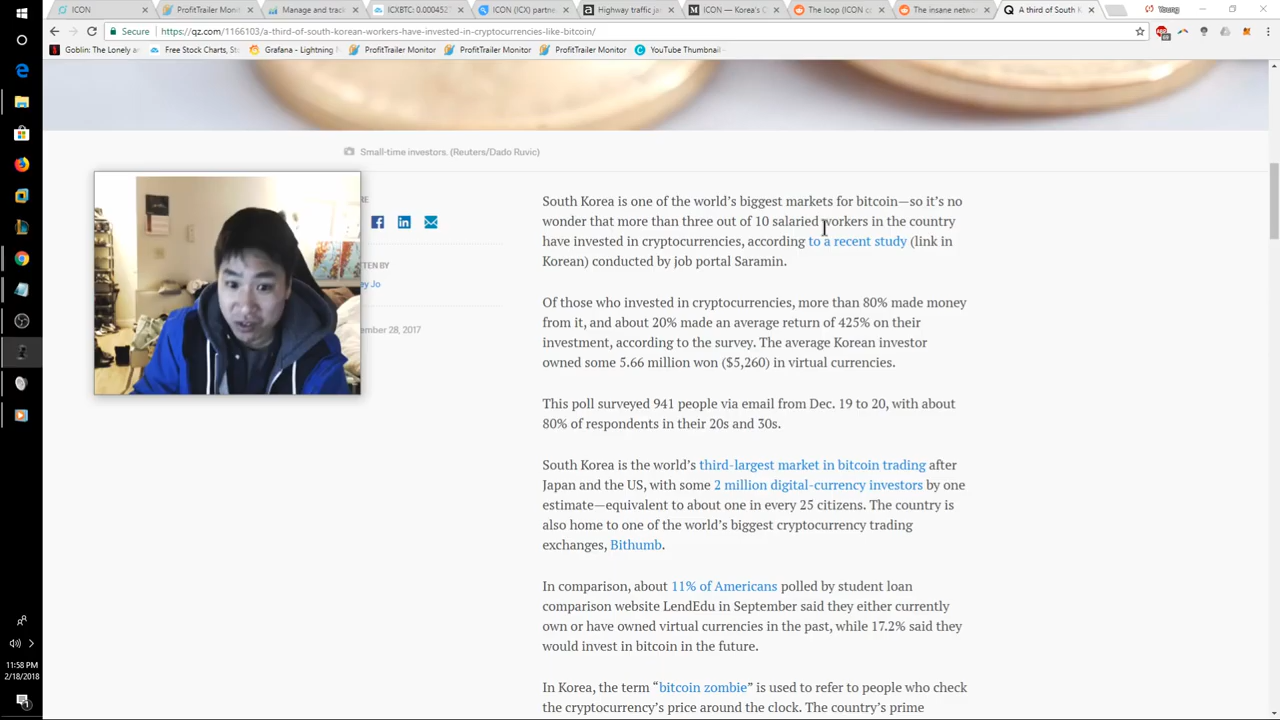 ICON
ProfitTrailer Monitor
Manage and track
ICXBTC: 0.0004527
ICON (ICX) partne
Highway traffic ja
ICON — Korea's C
The loop (ICON c
The insane netwo
A third of South K
Young
Secure
https://qz.com/1166103/a-third-of-south-korean-workers-have-invested-in-cryptocurrencies-like-bitcoin/
Goblin: The Lonely a
Free Stock Charts, St
Grafana - Lightning
ProfitTrailer Monitor
ProfitTrailer Monitor
ProfitTrailer Monitor
YouTube Thumbnail
Small-time investors. (Reuters/Dado Ruvic)
RE
TTEN BY
ey Jo
ember 28, 2017
South Korea is one of the world's biggest markets for bitcoin—so it's no
wonder that more than three out of 10 salaried workers in the country
have invested in cryptocurrencies, according to a recent study (link in
Korean) conducted by job portal Saramin.
Of those who invested in cryptocurrencies, more than 80% made money
from it, and about 20% made an average return of 425% on their
investment, according to the survey. The average Korean investor
owned some 5.66 million won ($5,260) in virtual currencies.
This poll surveyed 941 people via email from Dec. 19 to 20, with about
80% of respondents in their 20s and 30s.
South Korea is the world's third-largest market in bitcoin trading after
Japan and the US, with some 2 million digital-currency investors by one
estimate—equivalent to about one in every 25 citizens. The country is
also home to one of the world's biggest cryptocurrency trading
exchanges, Bithumb.
In comparison, about 11% of Americans polled by student loan
comparison website LendEdu in September said they either currently
own or have owned virtual currencies in the past, while 17.2% said they
would invest in bitcoin in the future.
In Korea, the term “bitcoin zombie” is used to refer to people who check
the cryptocurrency's price around the clock. The country's prime
11:58 PM
2/18/2018